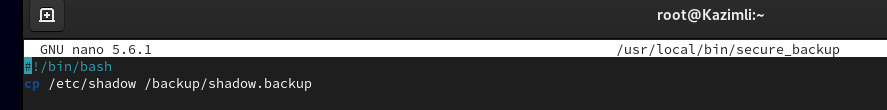 root@Kazimli:~
GNU nano 5.6.1 /usr/local/bin/secure_backup
#!/bin/bash
cp /etc/shadow /backup/shadow.backup